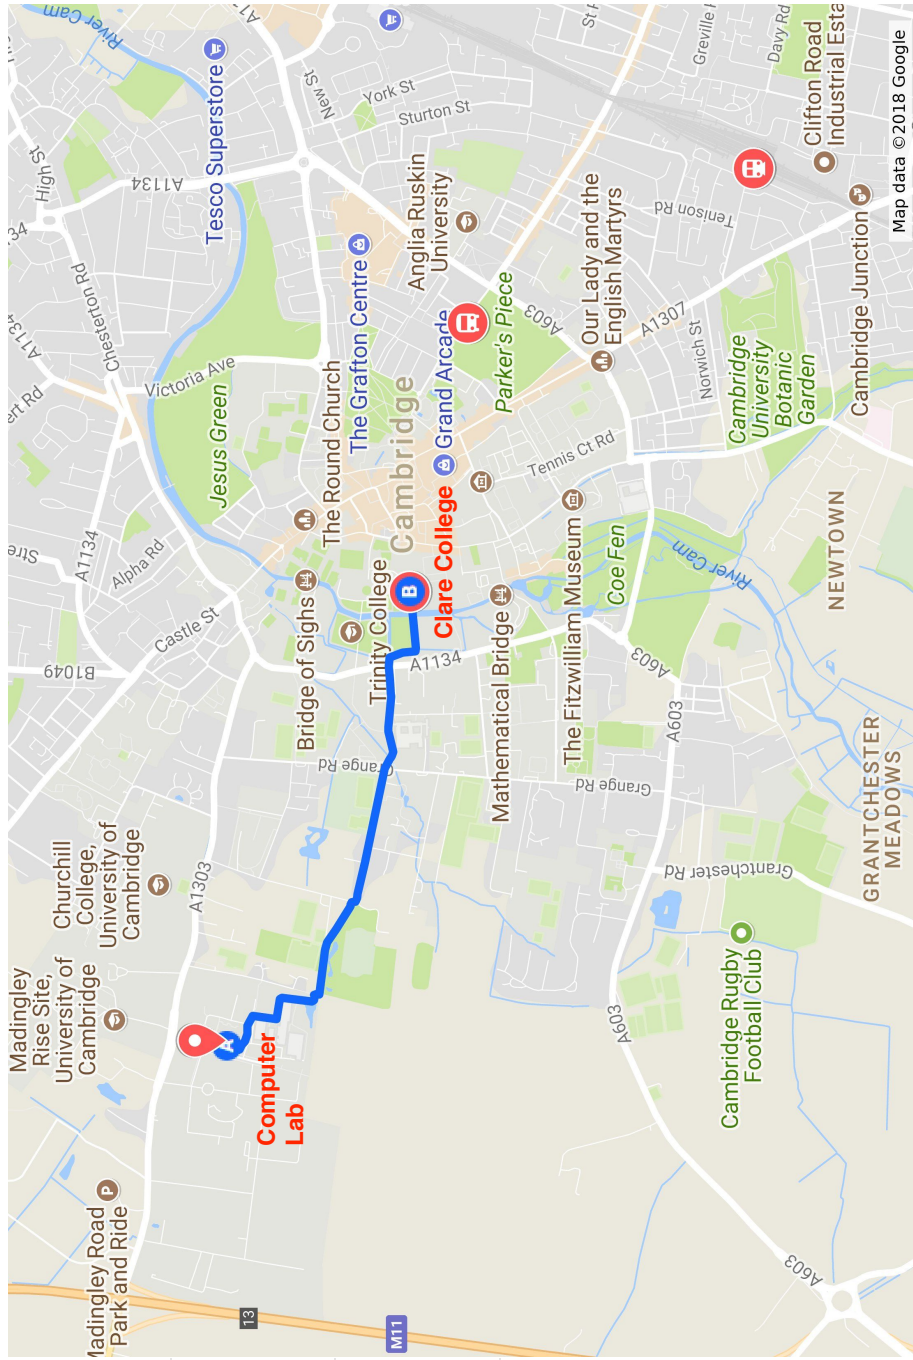 River Cam
Tesco Superstore
New St
York St
Sturton St
St P
Greville R
Davy Rd
Clifton Road
Industrial Esta
Map data ©2018 Google
High St
A1134
Anglia Ruskin
University
Our Lady and the
English Martyrs
Tenison Rd
Cambridge Junction
Chesterton Rd
A1134
Victoria Ave
Jesus Green
The Round Church
The Grafton Centre
Cambridge
Grand Arcade
Parker's Piece
A603
A1307
Norwich St
Cambridge
University
Botanic
Garden
ert Rd
A1134
Alpha Rd
Castle St
B1049
Bridge of Sighs
Trinity College
B
Clare College
Tennis Ct Rd
Mathematical Bridge
The Fitzwilliam Museum
Coe Fen
River Cam
NEWTOWN
A1134
A603
A603
Grange Rd
Grange Rd
GRANTCHESTER
MEADOWS
Grantchester Rd
Churchill
College,
University of
Cambridge
A1303
Madingley
Rise Site,
University of
Cambridge
A
Computer
Lab
A603
Cambridge Rugby
Football Club
Madingley Road
Park and Ride
P
13
M11
A603